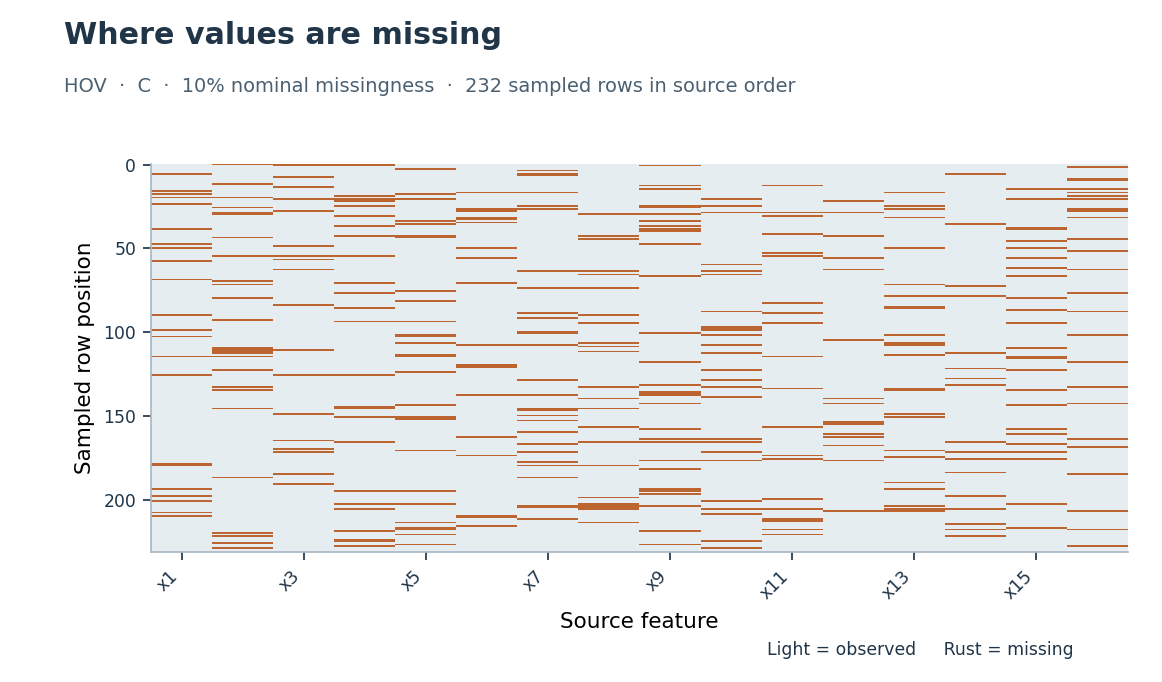 Where values are missing
HOV · C · 10% nominal missingness · 232 sampled rows in source order
0
50
100
150
200
Sampled row position
x1
x3
x5
x7
x9
x11
x13
x15
Source feature
Light = observed Rust = missing